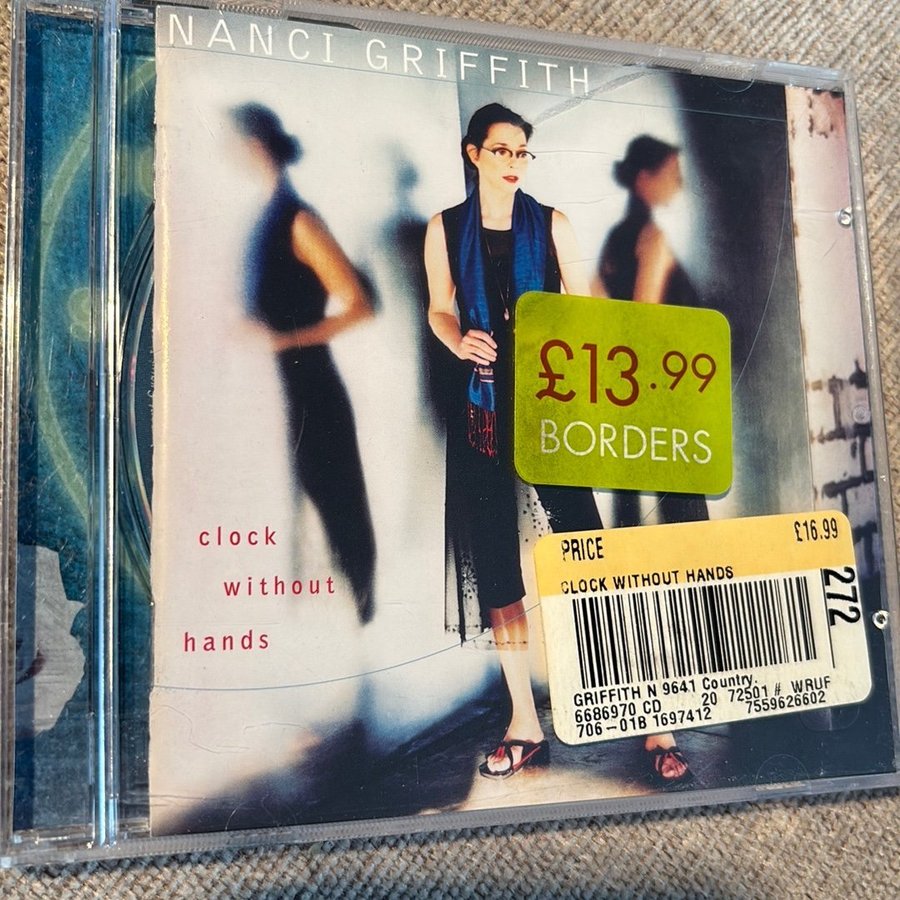 NANCI GRIFFITH
clock
without
hands
£13.99
BORDERS
PRICE £16.99
CLOCK WITHOUT HANDS
272
GRIFFITH N 9641 Country.
6686970 CD 20 72501 # WRUF
706-01B 1697412 7559626602